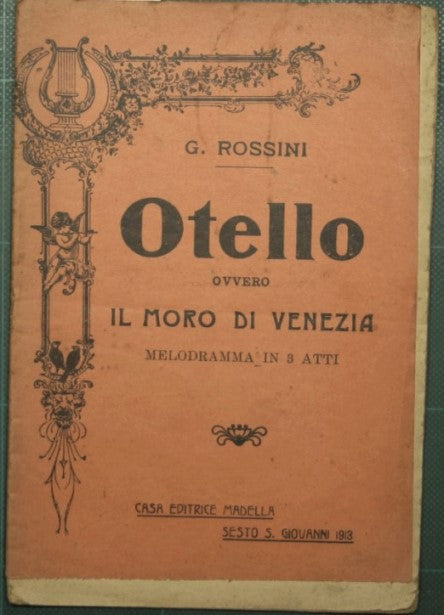 G. ROSSINI
Otello
OVVERO
IL MORO DI VENEZIA
MELODRAMMA IN 3 ATTI
CASA EDITRICE MADELLA
SESTO S. GIOVANNI 1913